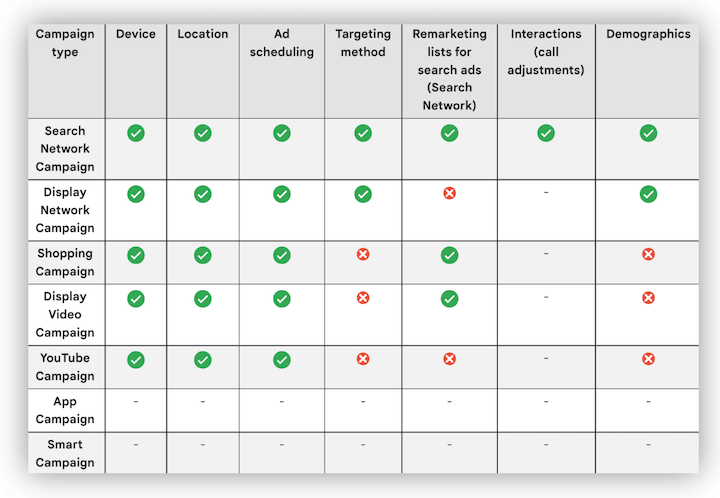 Campaign type
Device
Location
Ad scheduling
Targeting method
Remarketing lists for search ads (Search Network)
Interactions (call adjustments)
Demographics
Search Network Campaign
Display Network Campaign
-
Shopping Campaign
-
Display Video Campaign
-
YouTube Campaign
-
App Campaign
- - - - - - -
Smart Campaign
- - - - - - -